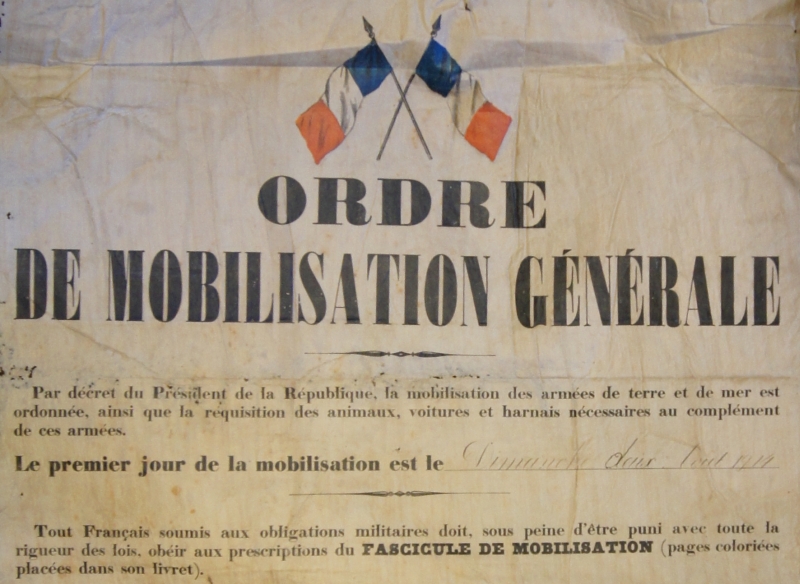 ORDRE
DE MOBILISATION GÉNÉRALE
Par décret du Président de la République, la mobilisation des armées de terre et de mer est
ordonnée, ainsi que la réquisition des animaux, voitures et harnais nécessaires au complément
de ces armées.
Le premier jour de la mobilisation est le Dimanche deux Août 1914
Tout Français soumis aux obligations militaires doit, sous peine d'être puni avec toute la
rigueur des lois, obéir aux prescriptions du FASCICULE DE MOBILISATION (pages coloriées
placées dans son livret).